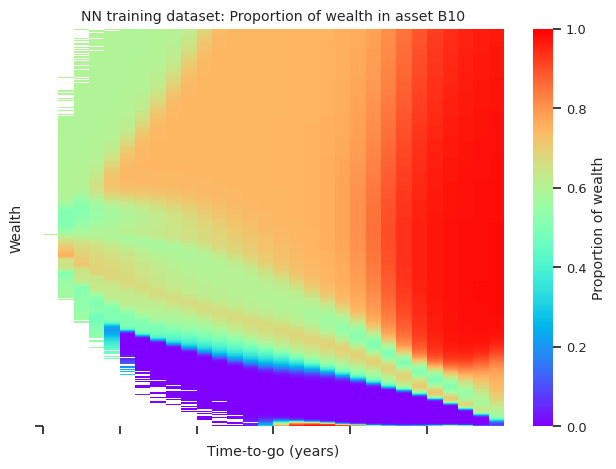 NN training dataset: Proportion of wealth in asset B10
Wealth
Time-to-go (years)
1.0
0.8
0.6
0.4
0.2
0.0
Proportion of wealth